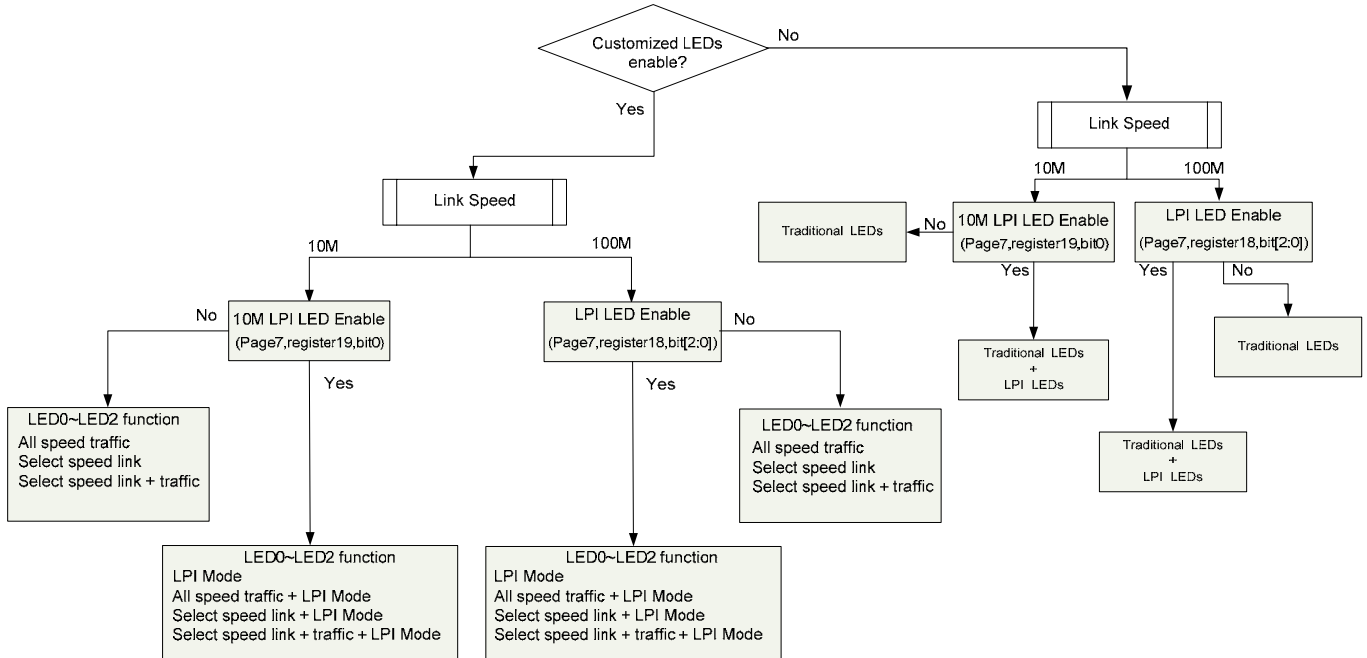 Customized LEDs
enable?
No
Yes
Link Speed
10M
100M
Traditional LEDs
No
10M LPI LED Enable
(Page7,register19,bit0)
Yes
LPI LED Enable
(Page7,register18,bit[2:0])
Yes
No
Traditional LEDs
+
LPI LEDs
Traditional LEDs
Traditional LEDs
+
LPI LEDs
Link Speed
10M
100M
No
10M LPI LED Enable
(Page7,register19,bit0)
Yes
LPI LED Enable
(Page7,register18,bit[2:0])
No
Yes
LED0~LED2 function
All speed traffic
Select speed link
Select speed link + traffic
LED0~LED2 function
All speed traffic
Select speed link
Select speed link + traffic
LED0~LED2 function
LPI Mode
All speed traffic + LPI Mode
Select speed link + LPI Mode
Select speed link + traffic + LPI Mode
LED0~LED2 function
LPI Mode
All speed traffic + LPI Mode
Select speed link + LPI Mode
Select speed link + traffic + LPI Mode